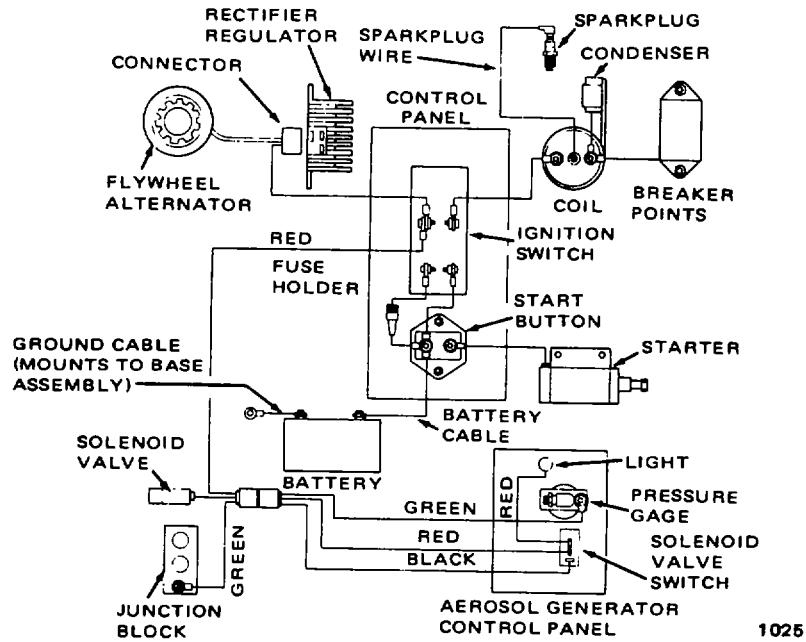 RECTIFIER
REGULATOR
SPARKPLUG
WIRE
SPARKPLUG
CONDENSER
CONNECTOR
CONTROL
PANEL
FLYWHEEL
ALTERNATOR
COIL
BREAKER
POINTS
IGNITION
SWITCH
RED
FUSE
HOLDER
START
BUTTON
GROUND CABLE
(MOUNTS TO BASE
ASSEMBLY)
STARTER
BATTERY
CABLE
SOLENOID
VALVE
BATTERY
LIGHT
RED
GREEN
PRESSURE
GAGE
RED
BLACK
GREEN
SOLENOID
VALVE
SWITCH
JUNCTION
BLOCK
AEROSOL GENERATOR
CONTROL PANEL
1025